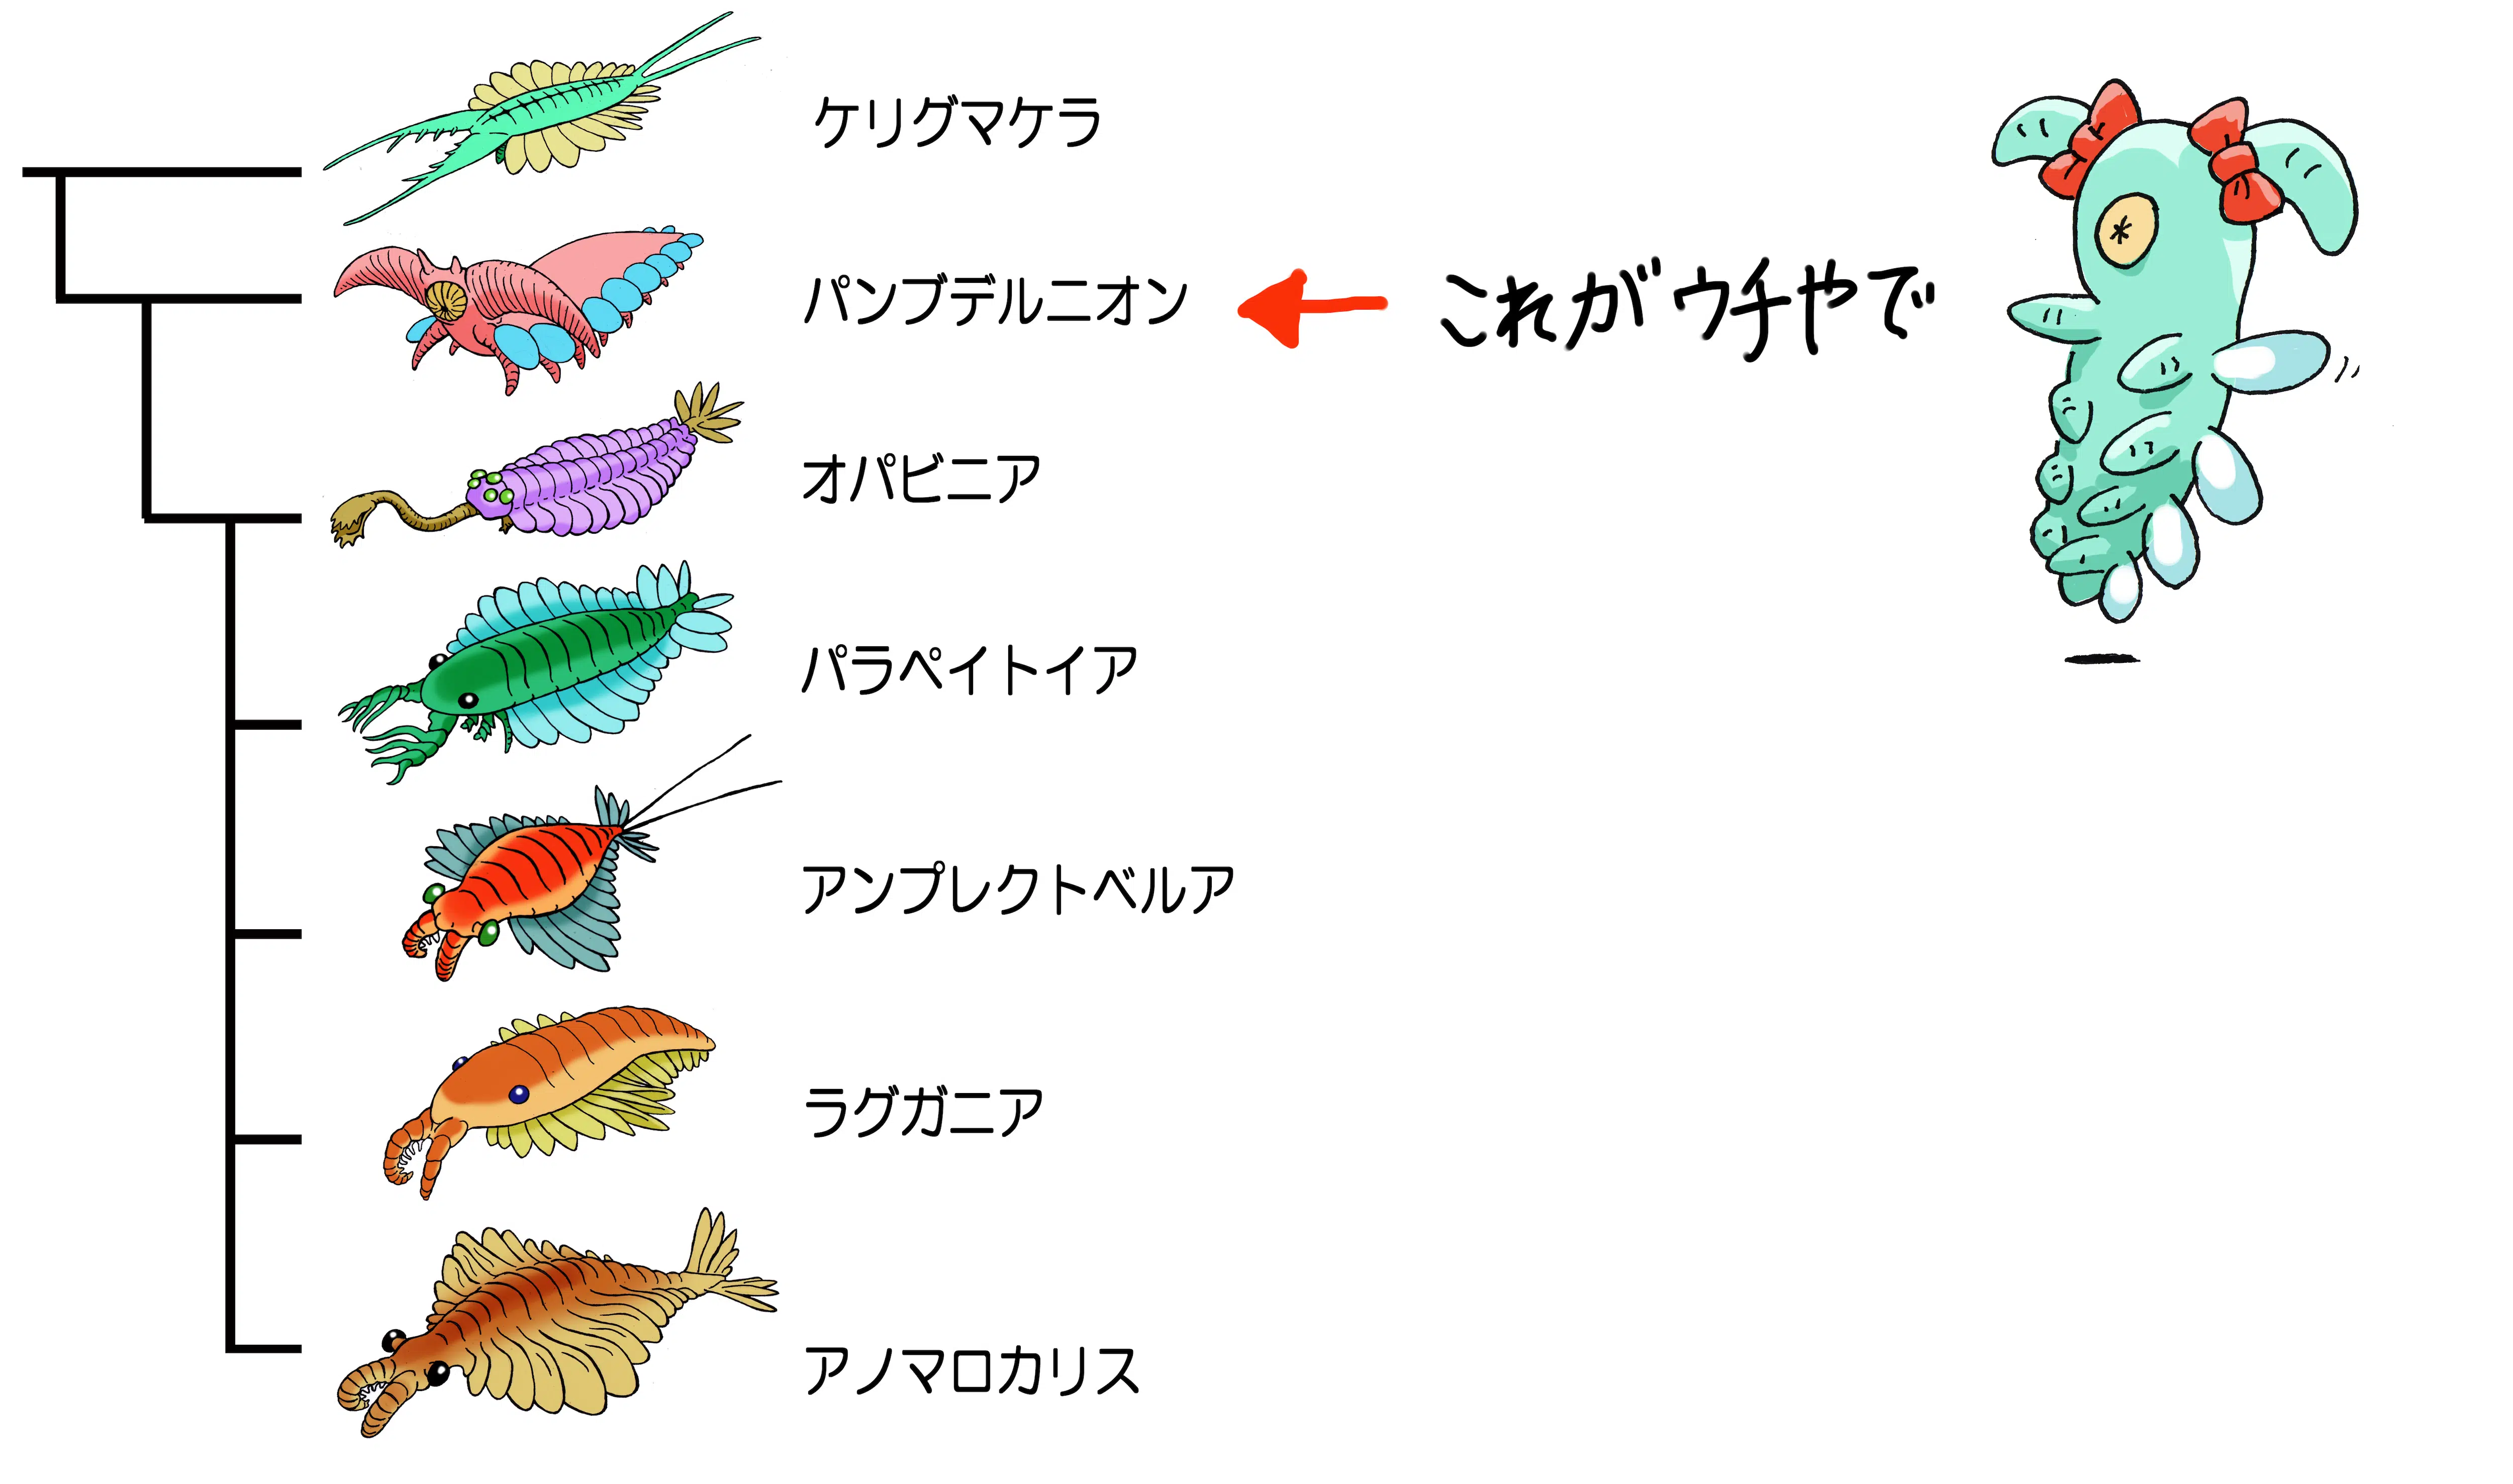 ケリグマケラ
パンブデルニオン
これがウチやで
オパビニア
パラペイトイア
アンプレクトベルア
ラグガニア
アノマロカリス